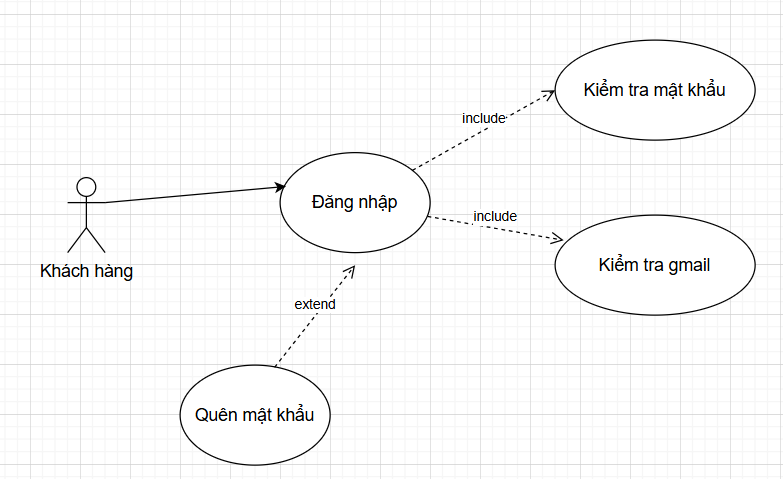 Kiểm tra mật khẩu
include
Đăng nhập
include
Kiểm tra gmail
Khách hàng
extend
Quên mật khẩu